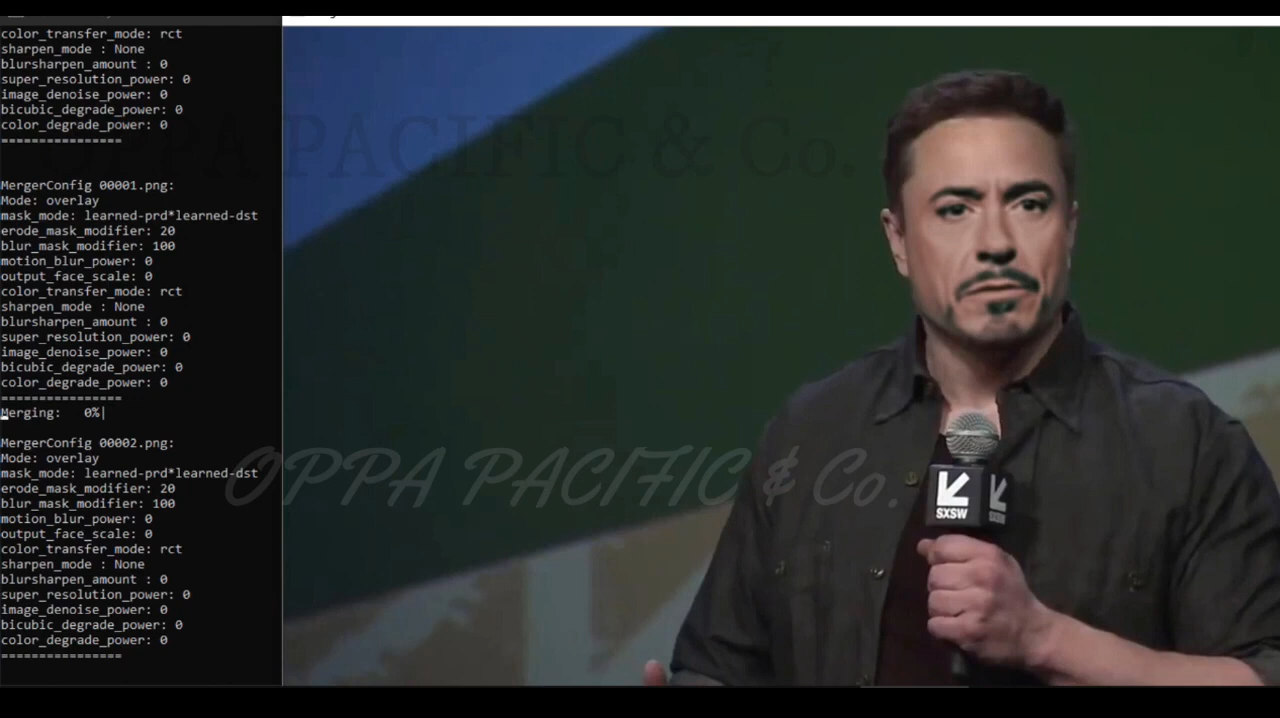 color_transfer_mode: rct
sharpen_mode : None
blursharpen_amount : 0
super_resolution_power: 0
image_denoise_power: 0
bicubic_degrade_power: 0
color_degrade_power: 0
================
OPPA PACIFIC & Co.
MergerConfig 00001.png:
Mode: overlay
mask_mode: learned-prd*learned-dst
erode_mask_modifier: 20
blur_mask_modifier: 100
motion_blur_power: 0
output_face_scale: 0
color_transfer_mode: rct
sharpen_mode : None
blursharpen_amount : 0
super_resolution_power: 0
image_denoise_power: 0
bicubic_degrade_power: 0
color_degrade_power: 0
================
Merging:   0%|
MergerConfig 00002.png:
Mode: overlay
mask_mode: learned-prd*learned-dst
erode_mask_modifier: 20
blur_mask_modifier: 100
motion_blur_power: 0
output_face_scale: 0
color_transfer_mode: rct
sharpen_mode : None
blursharpen_amount : 0
super_resolution_power: 0
image_denoise_power: 0
bicubic_degrade_power: 0
color_degrade_power: 0
================
OPPA PACIFIC & Co.
SXSW